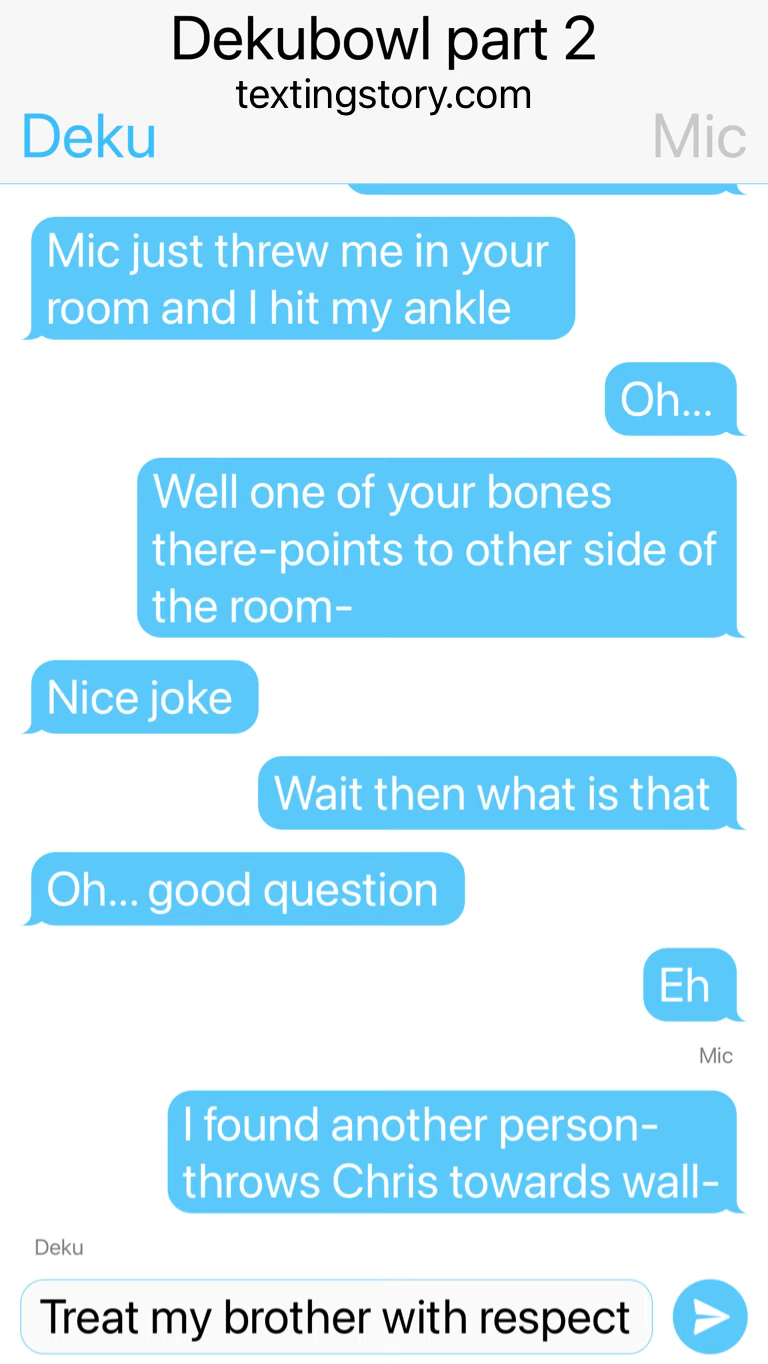 Dekubowl part 2
textingstory.com
Deku
Mic
Mic just threw me in your
room and I hit my ankle
Oh...
Well one of your bones
there-points to other side of
the room-
Nice joke
Wait then what is that
Oh... good question
Eh
Mic
I found another person-
throws Chris towards wall-
Deku
Treat my brother with respect